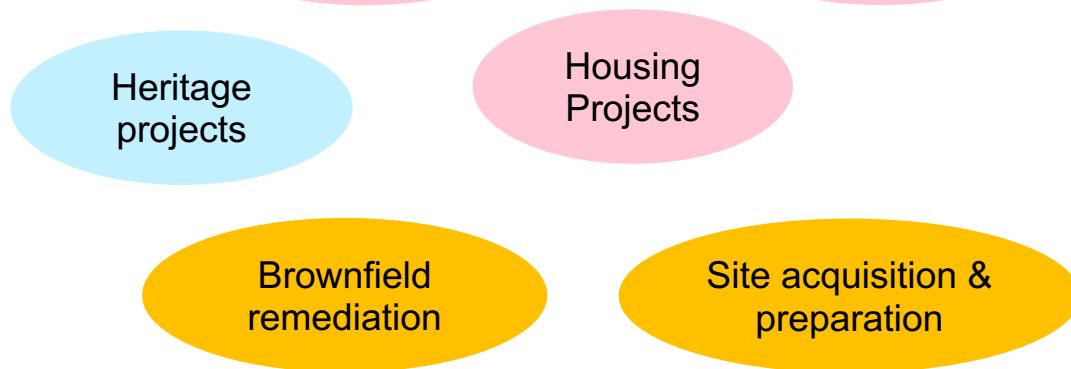 Heritage
projects
Housing
Projects
Brownfield
remediation
Site acquisition &
preparation